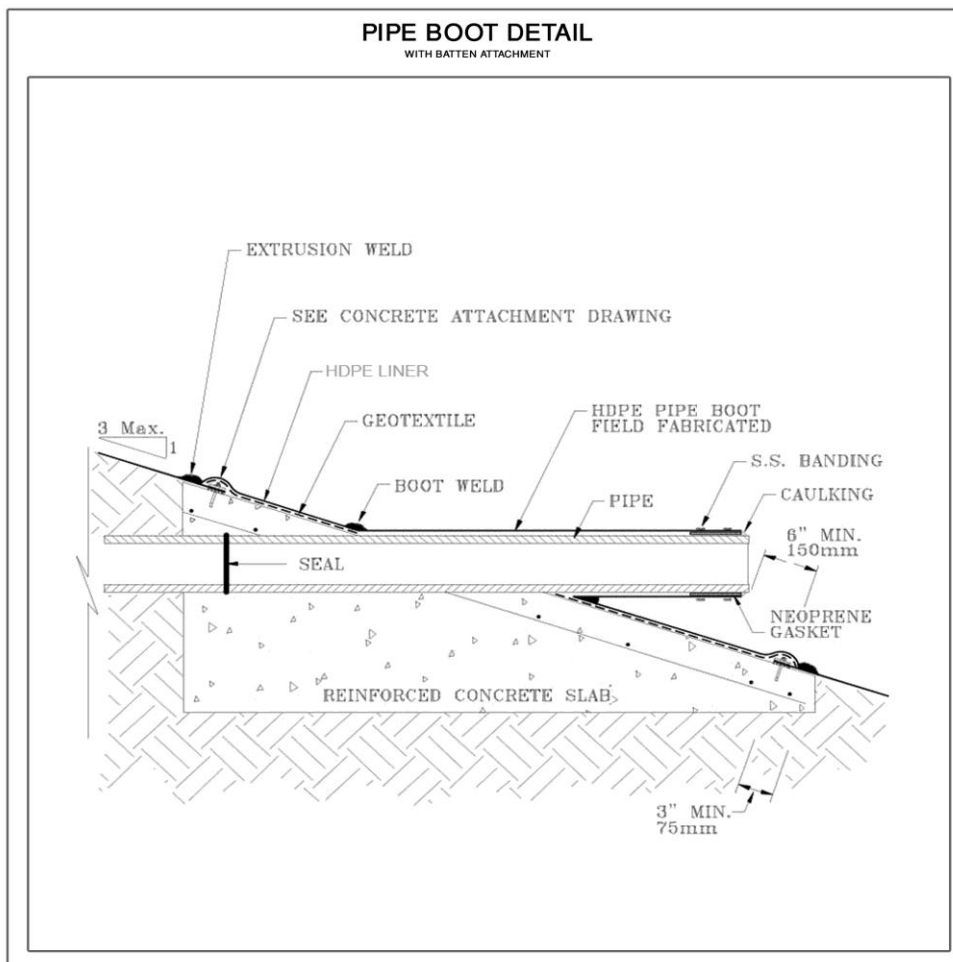 PIPE BOOT DETAIL
WITH BATTEN ATTACHMENT
EXTRUSION WELD
SEE CONCRETE ATTACHMENT DRAWING
HDPE LINER
GEOTEXTILE
HDPE PIPE BOOT
FIELD FABRICATED
3 Max.
1
S.S. BANDING
BOOT WELD
PIPE
CAULKING
6" MIN.
150mm
SEAL
NEOPRENE
GASKET
REINFORCED CONCRETE SLAB
3" MIN.
75mm